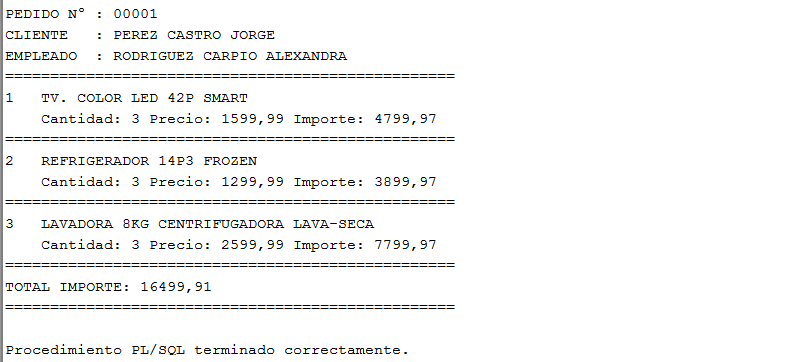 PEDIDO Nº : 00001
CLIENTE   : PEREZ CASTRO JORGE
EMPLEADO  : RODRIGUEZ CARPIO ALEXANDRA
==================================================
1   TV. COLOR LED 42P SMART
    Cantidad: 3 Precio: 1599,99 Importe: 4799,97
==================================================
2   REFRIGERADOR 14P3 FROZEN
    Cantidad: 3 Precio: 1299,99 Importe: 3899,97
==================================================
3   LAVADORA 8KG CENTRIFUGADORA LAVA-SECA
    Cantidad: 3 Precio: 2599,99 Importe: 7799,97
==================================================
TOTAL IMPORTE: 16499,91
==================================================

Procedimiento PL/SQL terminado correctamente.